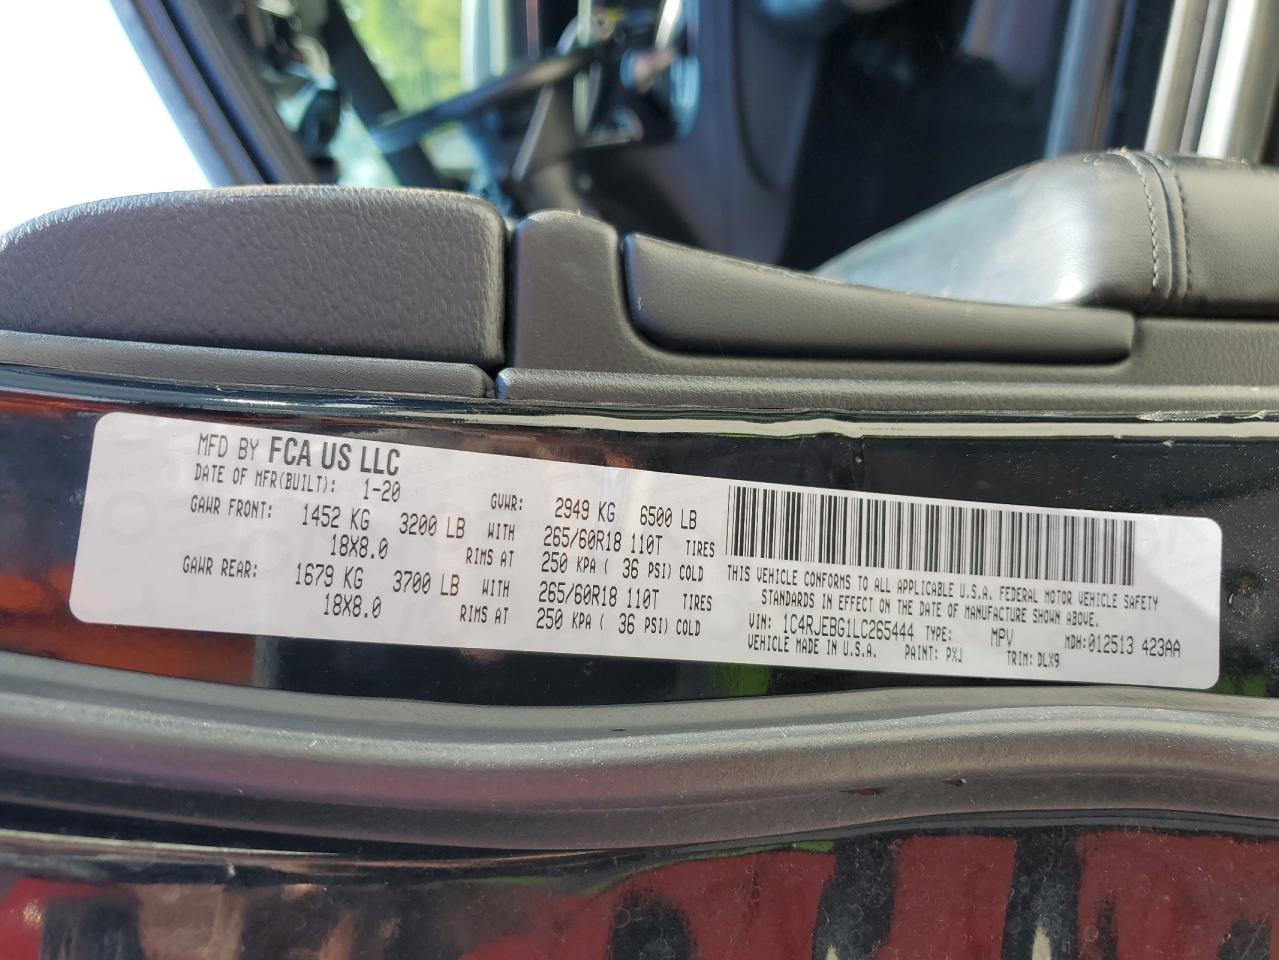 MFD BY FCA US LLC
DATE OF MFR(BUILT): 1-20 GVWR: 2949 KG 6500 LB
GAWR FRONT: 1452 KG 3200 LB WITH 265/60R18 110T TIRES
18X8.0 RIMS AT 250 KPA ( 36 PSI) COLD
GAWR REAR: 1679 KG 3700 LB WITH 265/60R18 110T TIRES
18X8.0 RIMS AT 250 KPA ( 36 PSI) COLD
THIS VEHICLE CONFORMS TO ALL APPLICABLE U.S.A. FEDERAL MOTOR VEHICLE SAFETY
STANDARDS IN EFFECT ON THE DATE OF MANUFACTURE SHOWN ABOVE.
VIN: 1C4RJEBG1LC265444 TYPE: MPV MDH:012513 423AA
VEHICLE MADE IN U.S.A. PAINT: PXJ TRIM: DLX9